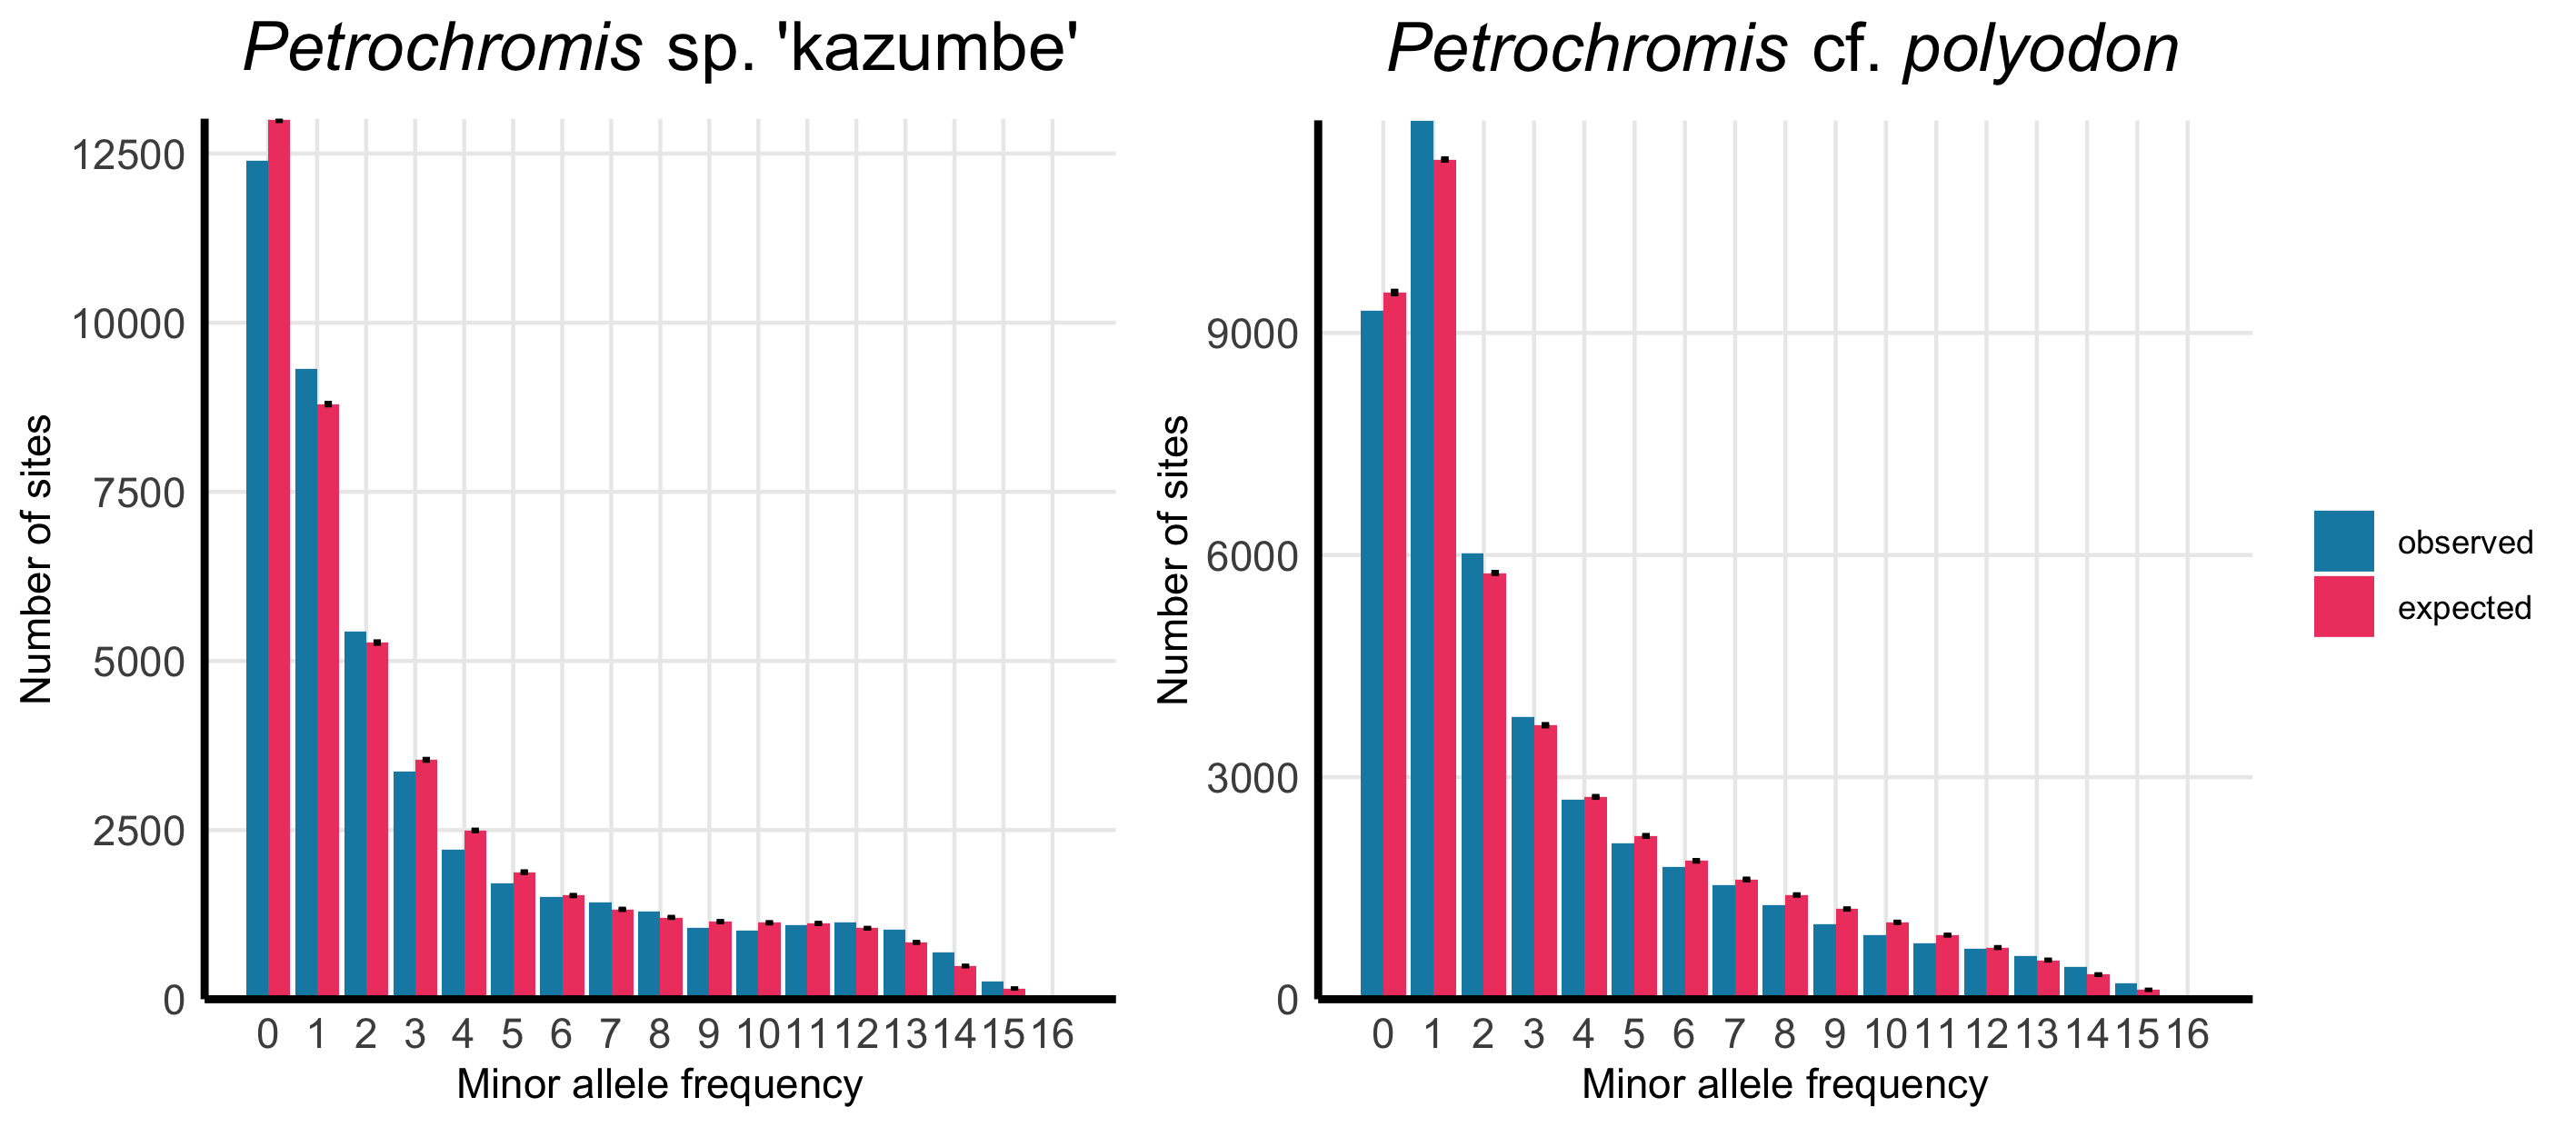 Petrochromis sp. 'kazumbe'
Number of sites
12500
10000
7500
5000
2500
0
0 1 2 3 4 5 6 7 8 9 10 11 12 13 14 15 16
Minor allele frequency
Petrochromis cf. polyodon
Number of sites
9000
6000
3000
0
0 1 2 3 4 5 6 7 8 9 10 11 12 13 14 15 16
Minor allele frequency
observed
expected